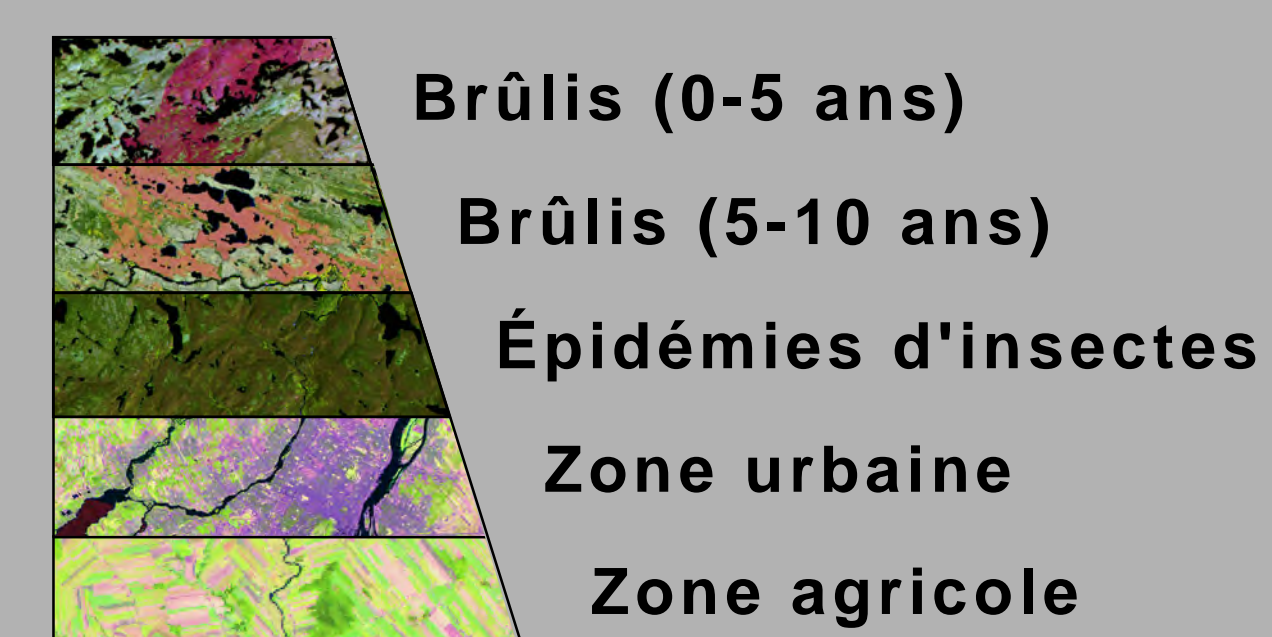 Brûlis (0-5 ans)
Brûlis (5-10 ans)
Épidémies d'insectes
Zone urbaine
Zone agricole